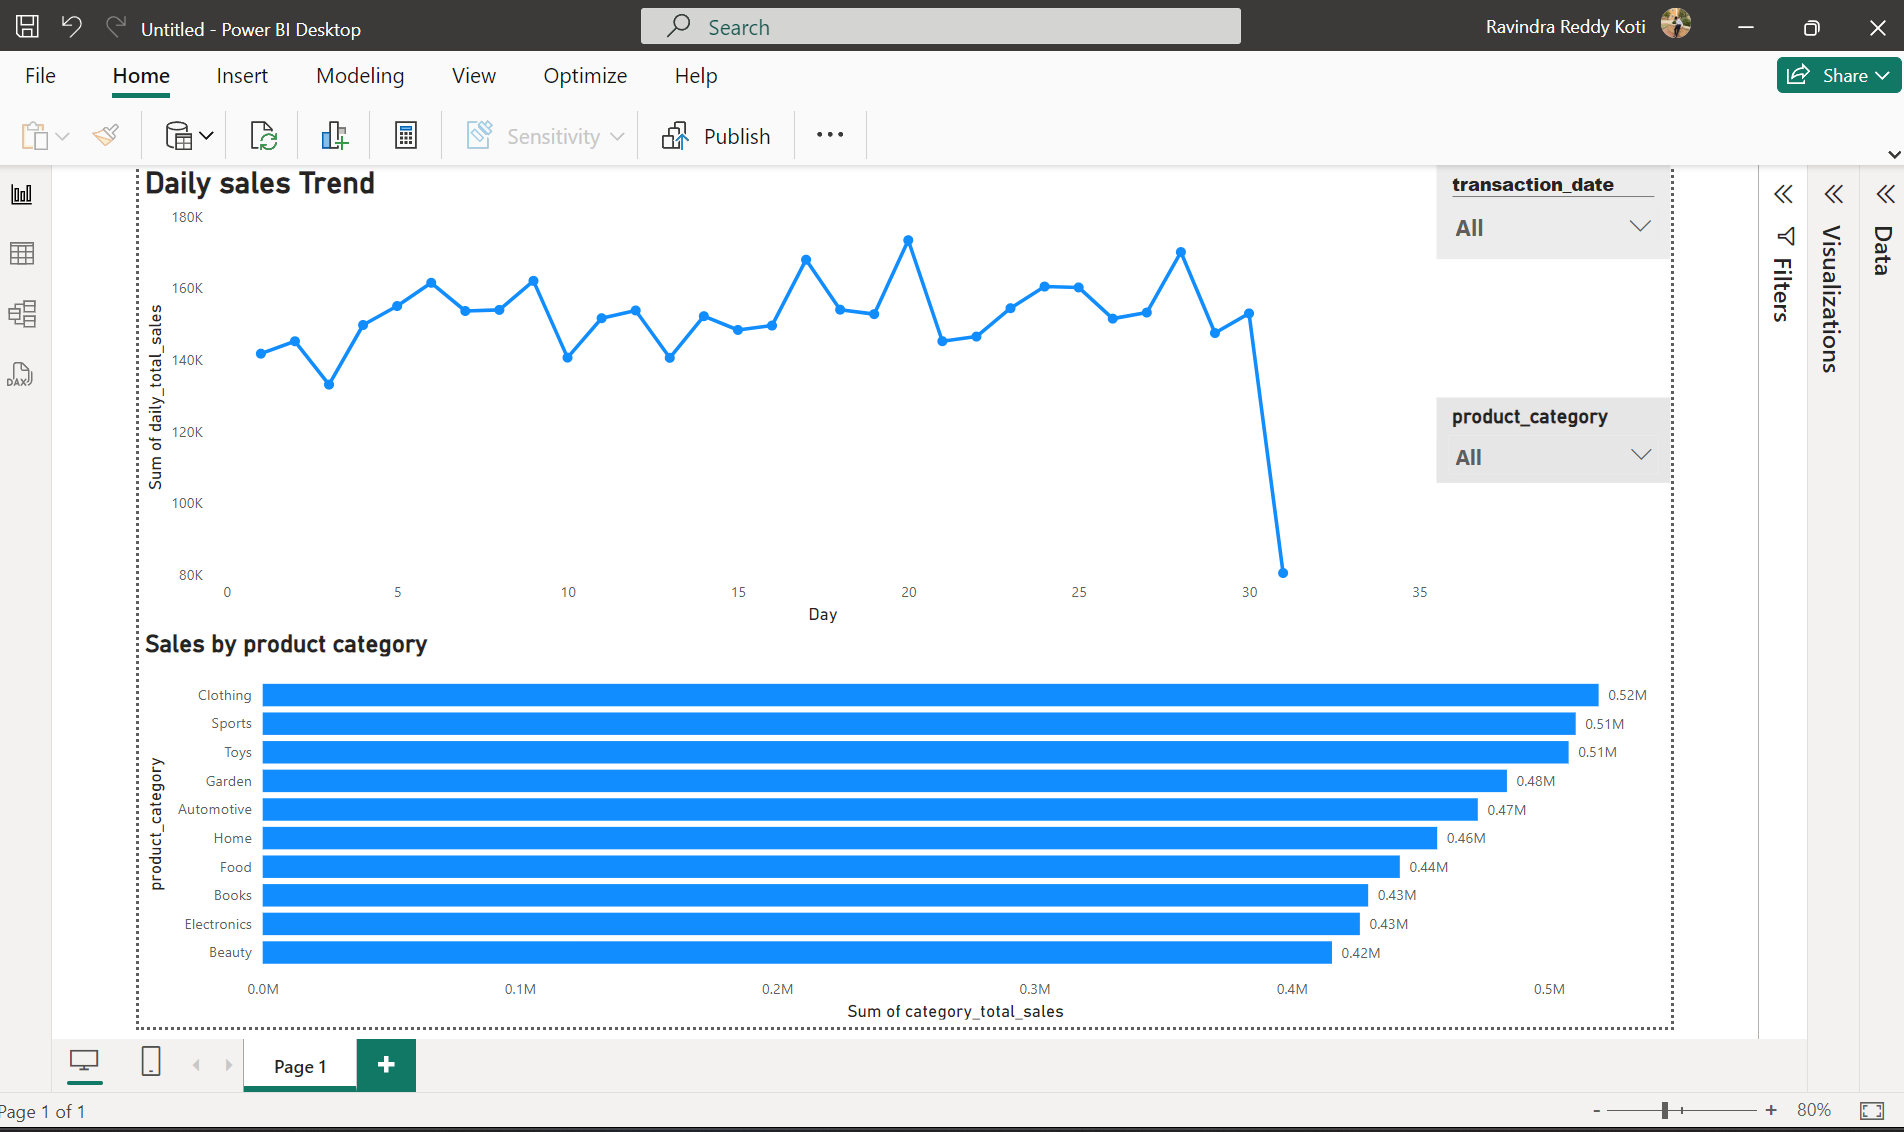 Untitled - Power BI Desktop
Search
Ravindra Reddy Koti
File Home Insert Modeling View Optimize Help
Share
Sensitivity
Publish
DAX
Daily sales Trend
Sum of daily_total_sales
180K
160K
140K
120K
100K
80K
0 5 10 15 20 25 30 35
Day
transaction_date
All
product_category
All
Filters
Visualizations
Data
Sales by product category
product_category
Clothing 0.52M
Sports 0.51M
Toys 0.51M
Garden 0.48M
Automotive 0.47M
Home 0.46M
Food 0.44M
Books 0.43M
Electronics 0.43M
Beauty 0.42M
0.0M 0.1M 0.2M 0.3M 0.4M 0.5M
Sum of category_total_sales
Page 1
Page 1 of 1
- + 80%